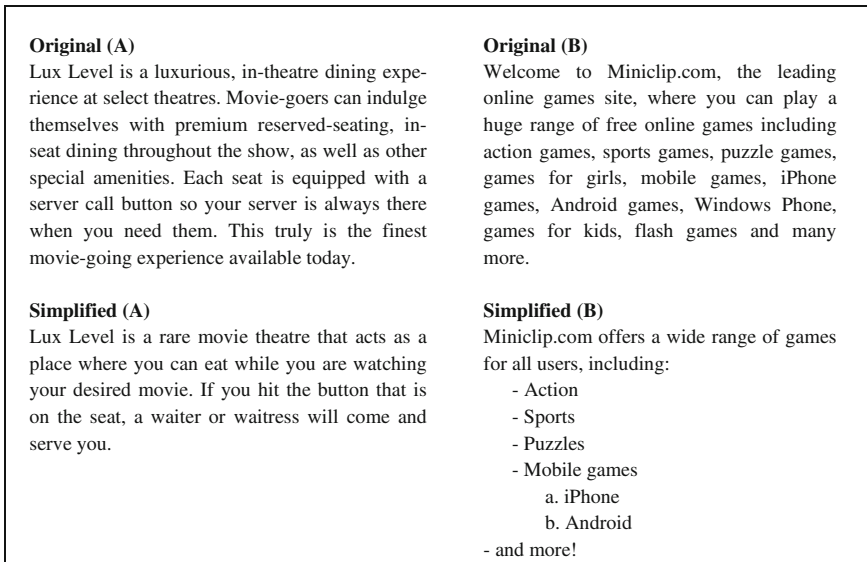 Original (A)
Lux Level is a luxurious, in-theatre dining expe-
rience at select theatres. Movie-goers can indulge
themselves with premium reserved-seating, in-
seat dining throughout the show, as well as other
special amenities. Each seat is equipped with a
server call button so your server is always there
when you need them. This truly is the finest
movie-going experience available today.
Simplified (A)
Lux Level is a rare movie theatre that acts as a
place where you can eat while you are watching
your desired movie. If you hit the button that is
on the seat, a waiter or waitress will come and
serve you.
Original (B)
Welcome to Miniclip.com, the leading
online games site, where you can play a
huge range of free online games including
action games, sports games, puzzle games,
games for girls, mobile games, iPhone
games, Android games, Windows Phone,
games for kids, flash games and many
more.
Simplified (B)
Miniclip.com offers a wide range of games
for all users, including:
- Action
- Sports
- Puzzles
- Mobile games
a. iPhone
b. Android
- and more!